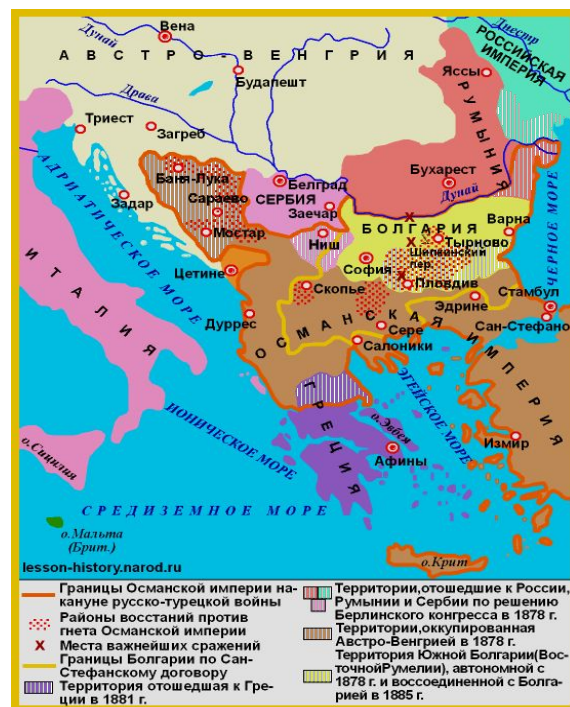 Вена
Дунай
Днестр
АВСТРО-ВЕНГРИЯ
РОССИЙСКАЯ
ИМПЕРИЯ
Будапешт
Яссы
Драва
РУМЫНИЯ
Триест
Загреб
Баня-Лука
Белград
Бухарест
Дунай
АДРИАТИЧЕСКОЕ МОРЕ
Сараево
СЕРБИЯ
Задар
Заечар
Мостар
БОЛГАРИЯ
Варна
ЧЕРНОЕ МОРЕ
Ниш
Тырново
Шипкинский
пер.
ИТАЛИЯ
Цетине
София
Пловдив
Стамбул
Скопье
Эдрине
Сан-Стефано
Дуррес
ОСМАНСКАЯ ИМПЕРИЯ
Сере
Салоники
ГРЕЦИЯ
ЭГЕЙСКОЕ МОРЕ
ИОНИЧЕСКОЕ МОРЕ
о.Эвбея
Измир
о.Сицилия
Афины
СРЕДИЗЕМНОЕ МОРЕ
о.Мальта
(Брит.)
о.Крит
lesson-history.narod.ru
Границы Османской империи на-
кануне русско-турецкой войны
Районы восстаний против
гнета Османской империи
Места важнейших сражений
Границы Болгарии по Сан-
Стефанскому договору
Территория отошедшая к Гре-
ции в 1881 г.
Территории,отошедшие к России,
Румынии и Сербии по решению
Берлинского конгресса в 1878 г.
Территории,оккупированная
Австро-Венгрией в 1878 г.
Территория Южной Болгарии(Вос-
точнойРумелии), автономной с
1878 г. и воссоединенной с Болга-
рией в 1885 г.